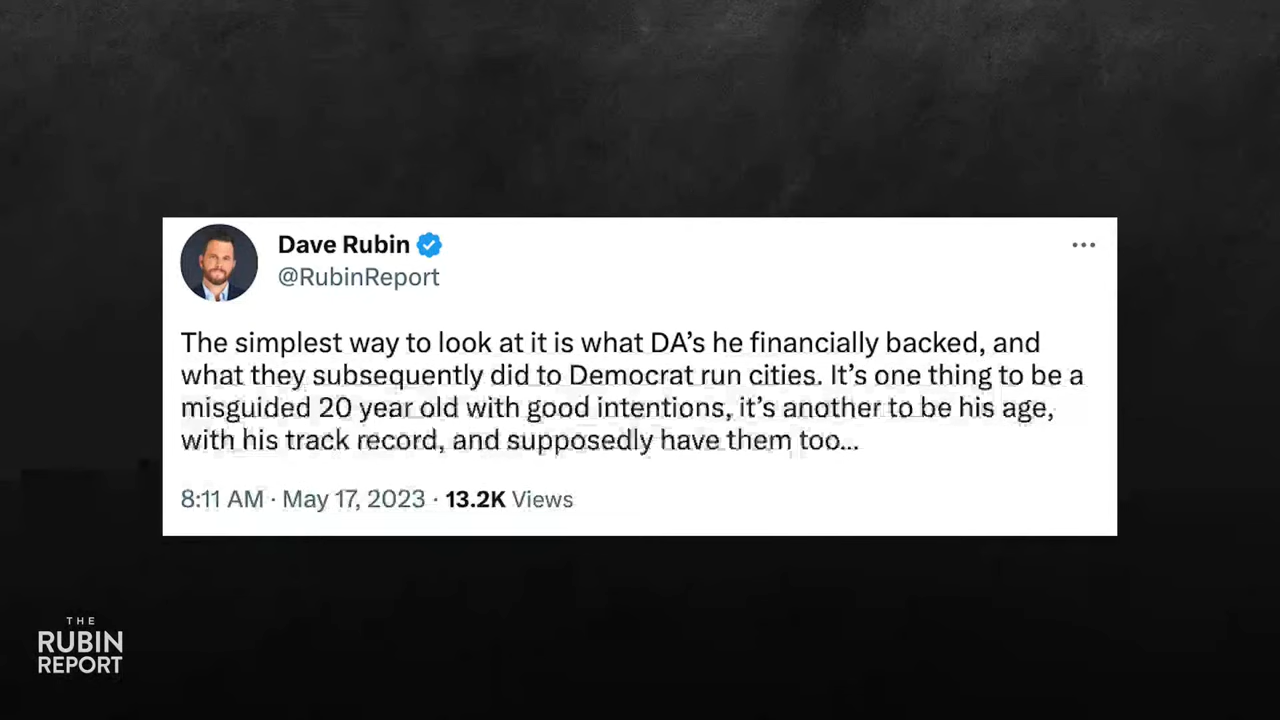 Dave Rubin
@RubinReport
The simplest way to look at it is what DA’s he financially backed, and
what they subsequently did to Democrat run cities. It’s one thing to be a
misguided 20 year old with good intentions, it’s another to be his age,
with his track record, and supposedly have them too...
8:11 AM · May 17, 2023 · 13.2K Views
THE
RUBIN
REPORT